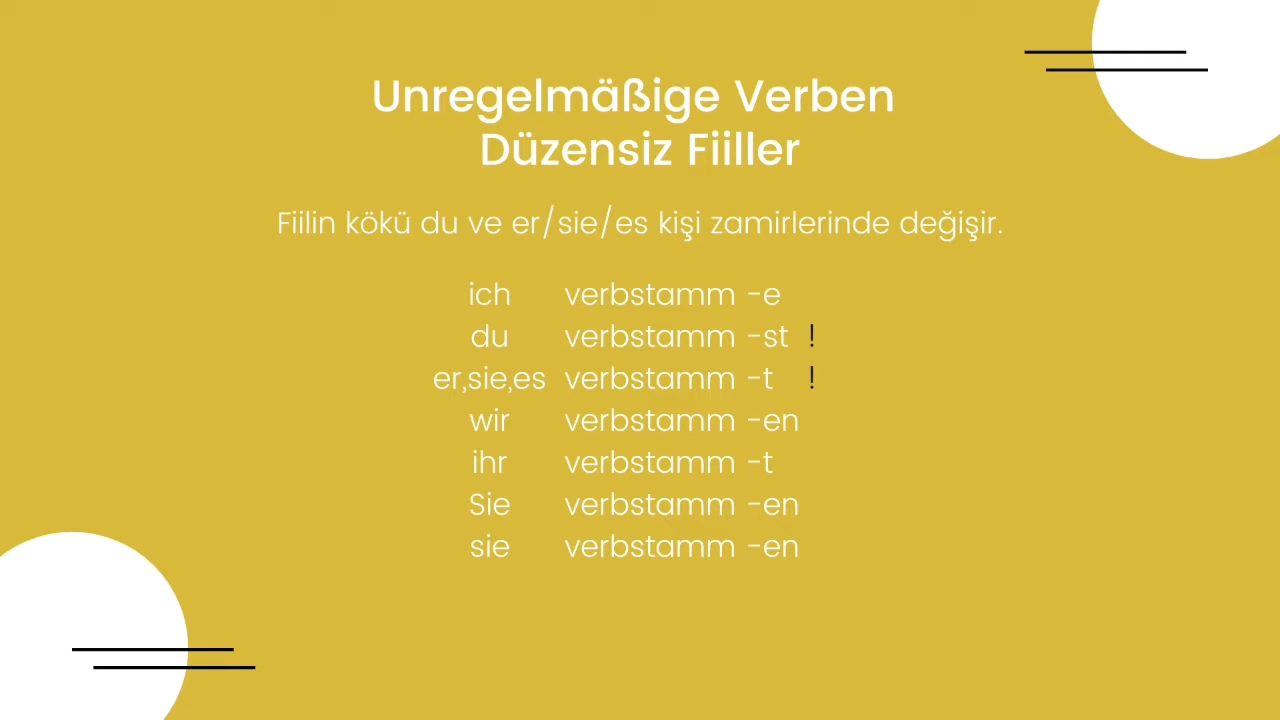 Unregelmäßige Verben
Düzensiz Fiiller
Fiilin kökü du ve er/sie/es kişi zamirlerinde değişir.
ich verbstamm -e
du verbstamm -st !
er,sie,es verbstamm -t !
wir verbstamm -en
ihr verbstamm -t
Sie verbstamm -en
sie verbstamm -en